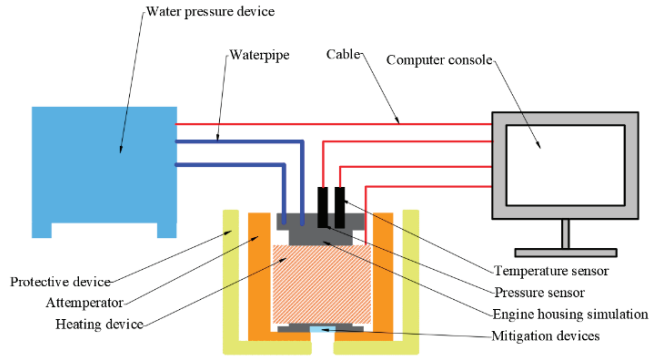 Water pressure device
Waterpipe
Cable
Computer console
Protective device
Attemperator
Heating device
Temperature sensor
Pressure sensor
Engine housing simulation
Mitigation devices